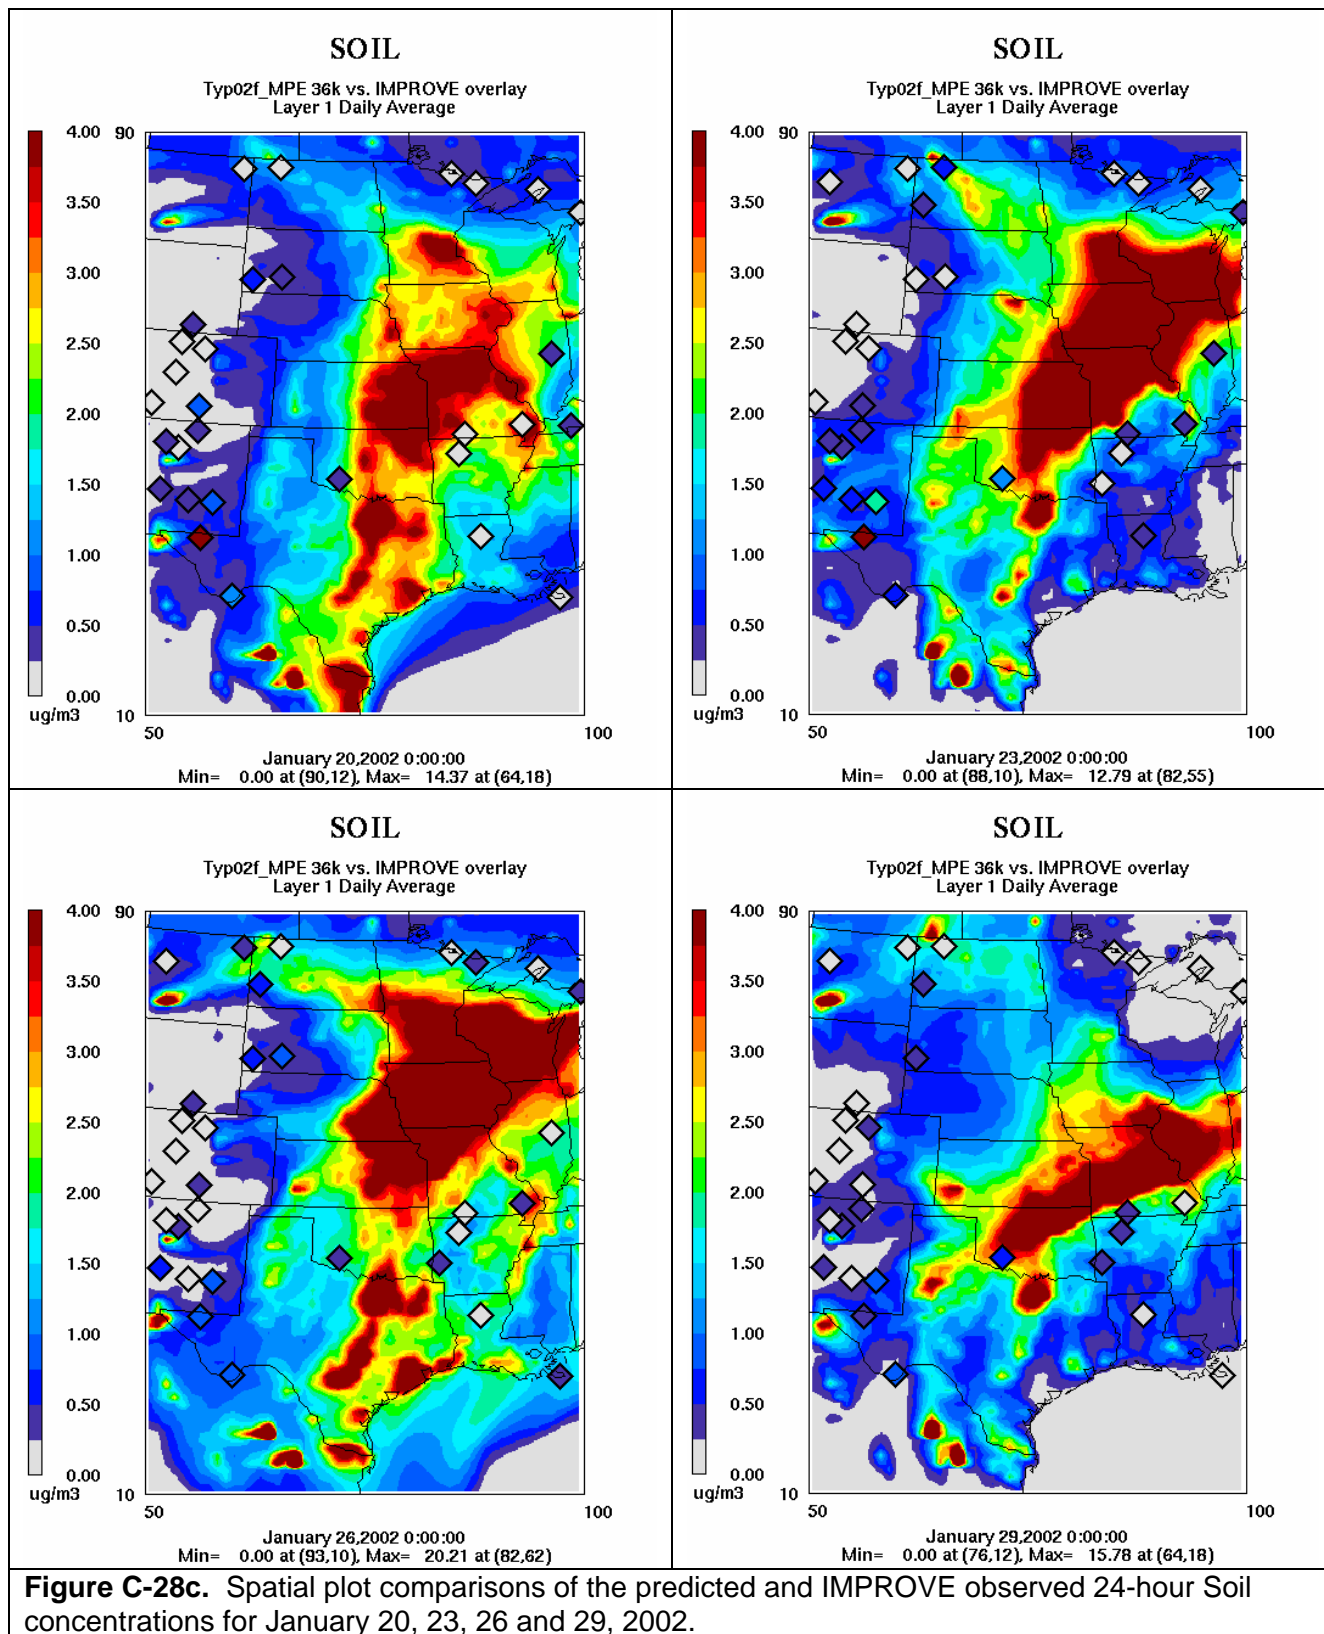 SOIL
Typ02f_MPE 36k vs. IMPROVE overlay
Layer 1 Daily Average
4.00
3.50
3.00
2.50
2.00
1.50
1.00
0.50
0.00
ug/m3
90
10
50
100
January 20,2002 0:00:00
Min= 0.00 at (90,12), Max= 14.37 at (64,18)
SOIL
Typ02f_MPE 36k vs. IMPROVE overlay
Layer 1 Daily Average
4.00
3.50
3.00
2.50
2.00
1.50
1.00
0.50
0.00
ug/m3
90
10
50
100
January 23,2002 0:00:00
Min= 0.00 at (88,10), Max= 12.79 at (82,55)
SOIL
Typ02f_MPE 36k vs. IMPROVE overlay
Layer 1 Daily Average
4.00
3.50
3.00
2.50
2.00
1.50
1.00
0.50
0.00
ug/m3
90
10
50
100
January 26,2002 0:00:00
Min= 0.00 at (93,10), Max= 20.21 at (82,62)
SOIL
Typ02f_MPE 36k vs. IMPROVE overlay
Layer 1 Daily Average
4.00
3.50
3.00
2.50
2.00
1.50
1.00
0.50
0.00
ug/m3
90
10
50
100
January 29,2002 0:00:00
Min= 0.00 at (76,12), Max= 15.78 at (64,18)
Figure C-28c. Spatial plot comparisons of the predicted and IMPROVE observed 24-hour Soil
concentrations for January 20, 23, 26 and 29, 2002.